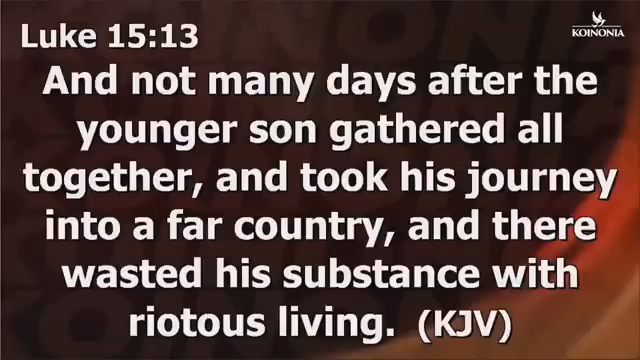 Luke 15:13
KOINONIA
And not many days after the
younger son gathered all
together, and took his journey
into a far country, and there
wasted his substance with
riotous living. (KJV)